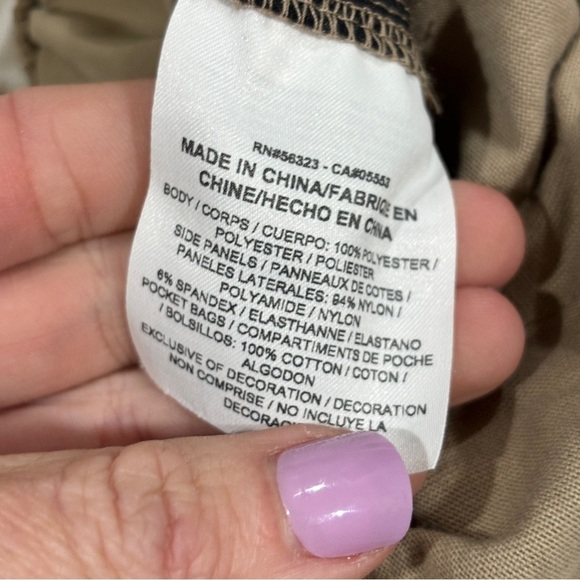 RN#56323 - CA#05553
MADE IN CHINA/FABRIQE EN
CHINE/HECHO EN CHINA
BODY / CORPS / CUERPO: 100% POLYESTER /
POLYESTER / POLIESTER
SIDE PANELS / PANNEAUX DE COTES /
PANELES LATERALES: 94% NYLON /
POLYAMIDE / NYLON
6% SPANDEX / ELASTHANNE / ELASTANO
POCKET BAGS / COMPARTIMENTS DE POCHE
/ BOLSILLOS: 100% COTTON / COTON /
ALGODON
EXCLUSIVE OF DECORATION / DECORATION
NON COMPRISE / NO INCLUYE LA